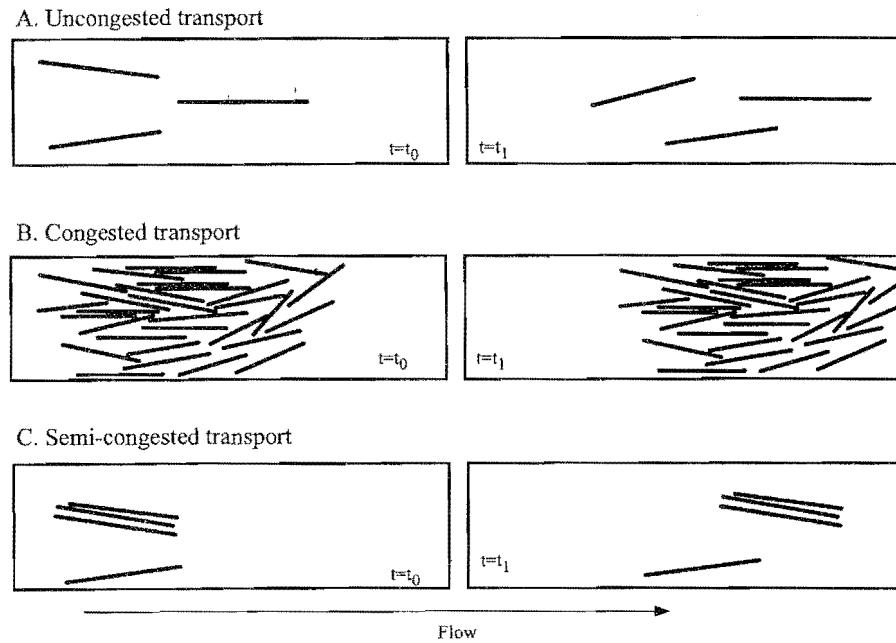 A. Uncongested transport
t=t₀
t=t₁
B. Congested transport
t=t₀
t=t₁
C. Semi-congested transport
t=t₀
t=t₁
Flow